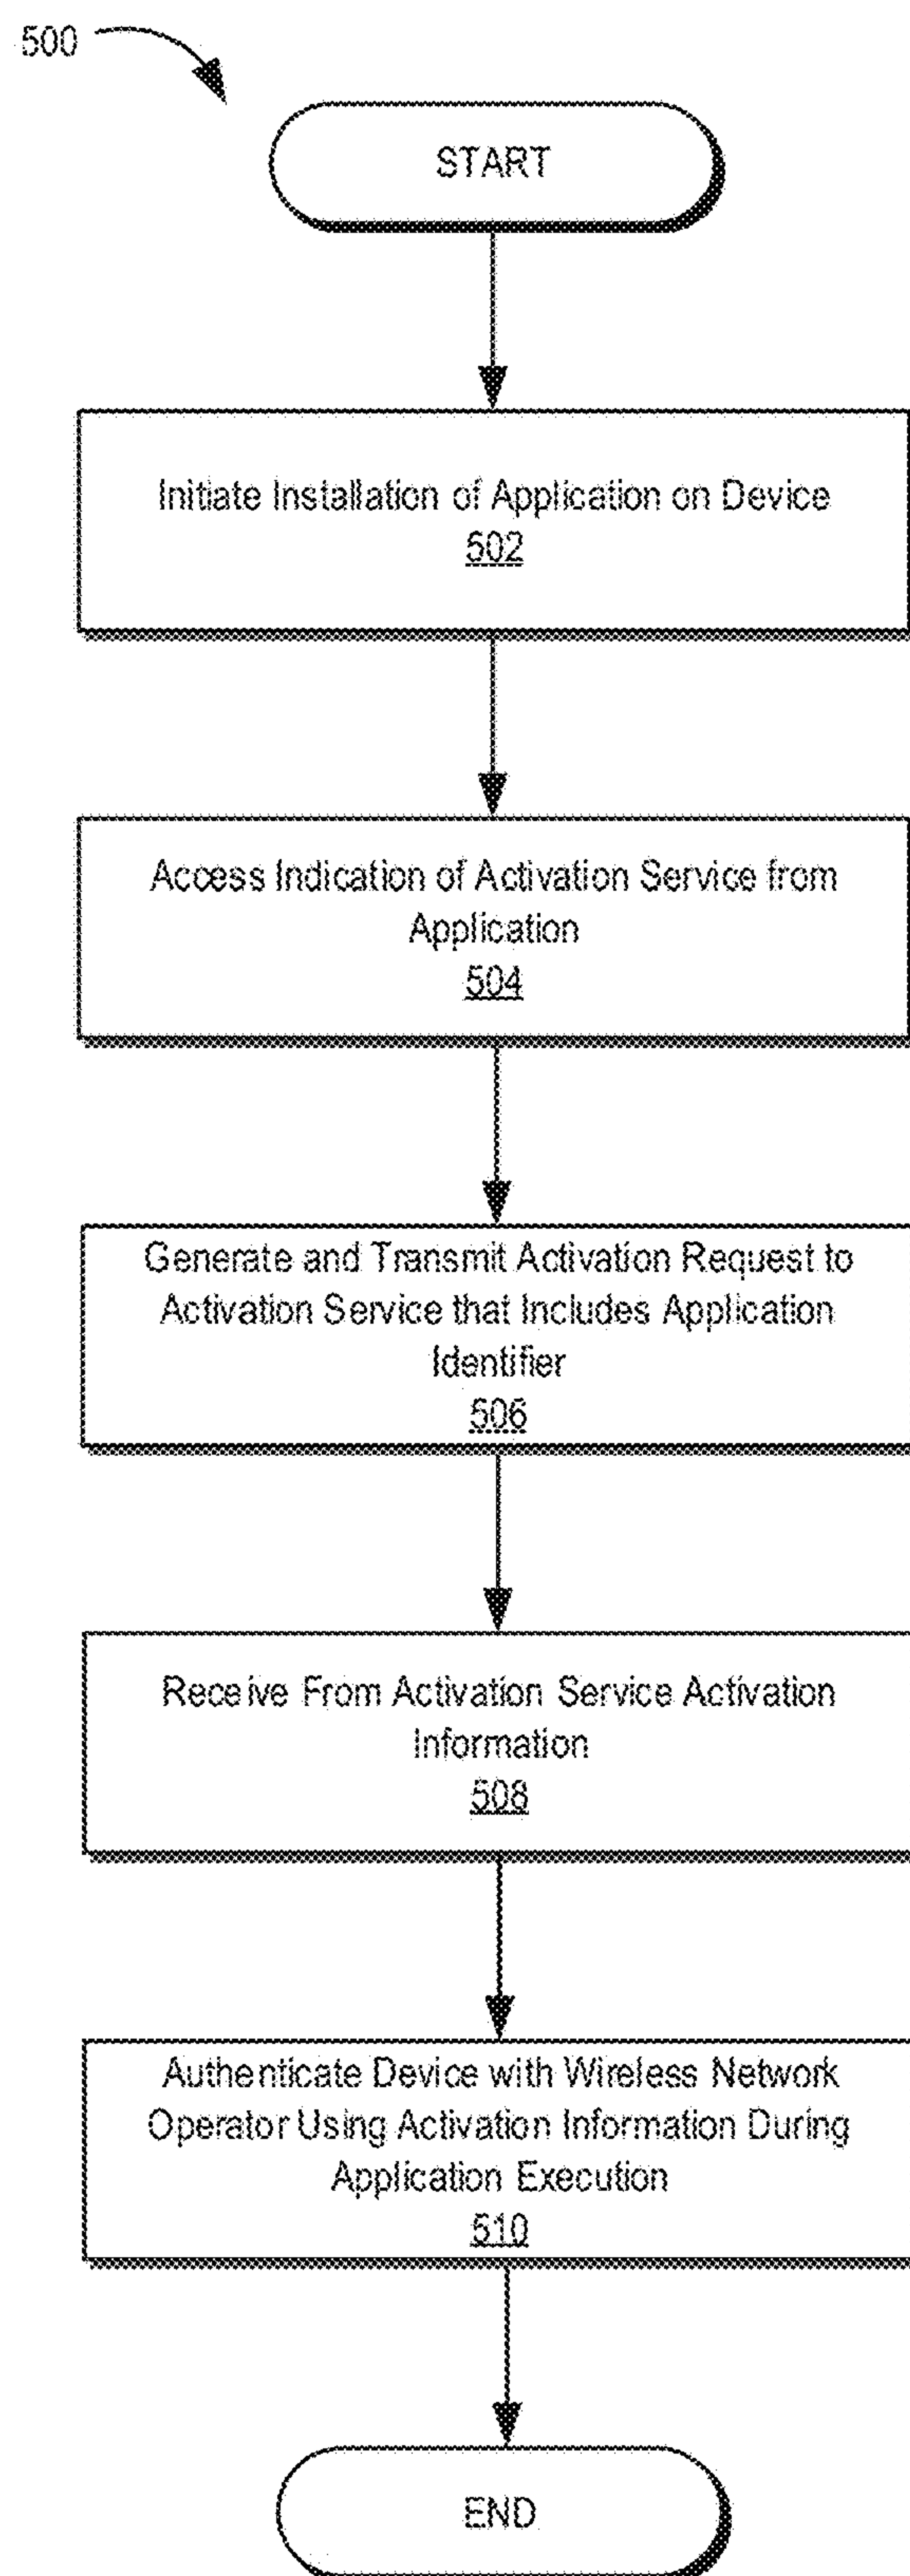 500
START
Initiate Installation of Application on Device
502
Access Indication of Activation Service from
Application
504
Generate and Transmit Activation Request to
Activation Service that Includes Application
Identifier
506
Receive From Activation Service Activation
Information
508
Authenticate Device with Wireless Network
Operator Using Activation Information During
Application Execution
510
END